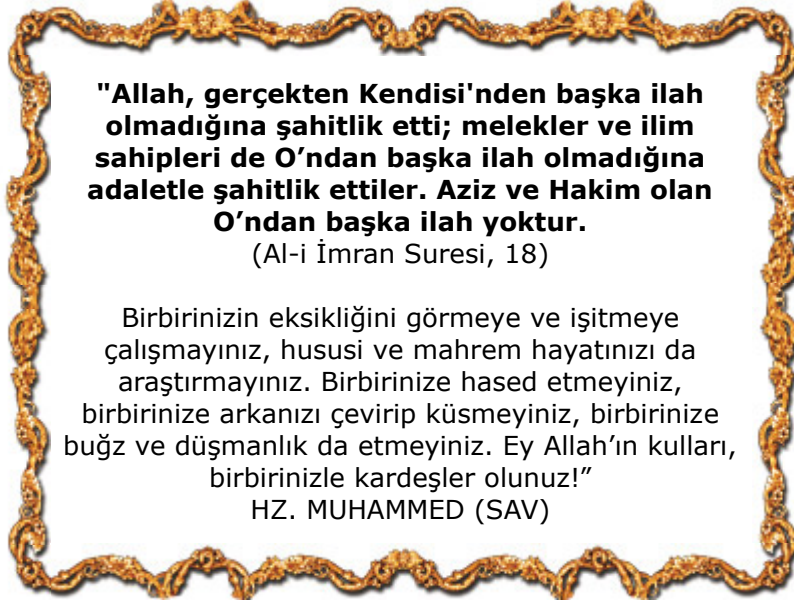 "Allah, gerçekten Kendisi'nden başka ilah
olmadığına şahitlik etti; melekler ve ilim
sahipleri de O’ndan başka ilah olmadığına
adaletle şahitlik ettiler. Aziz ve Hakim olan
O’ndan başka ilah yoktur.
(Al-i İmran Suresi, 18)
Birbirinizin eksikliğini görmeye ve işitmeye
çalışmayınız, hususi ve mahrem hayatınızı da
araştırmayınız. Birbirinize hased etmeyiniz,
birbirinize arkanızı çevirip küsmeyiniz, birbirinize
buğz ve düşmanlık da etmeyiniz. Ey Allah’ın kulları,
birbirinizle kardeşler olunuz!”
HZ. MUHAMMED (SAV)